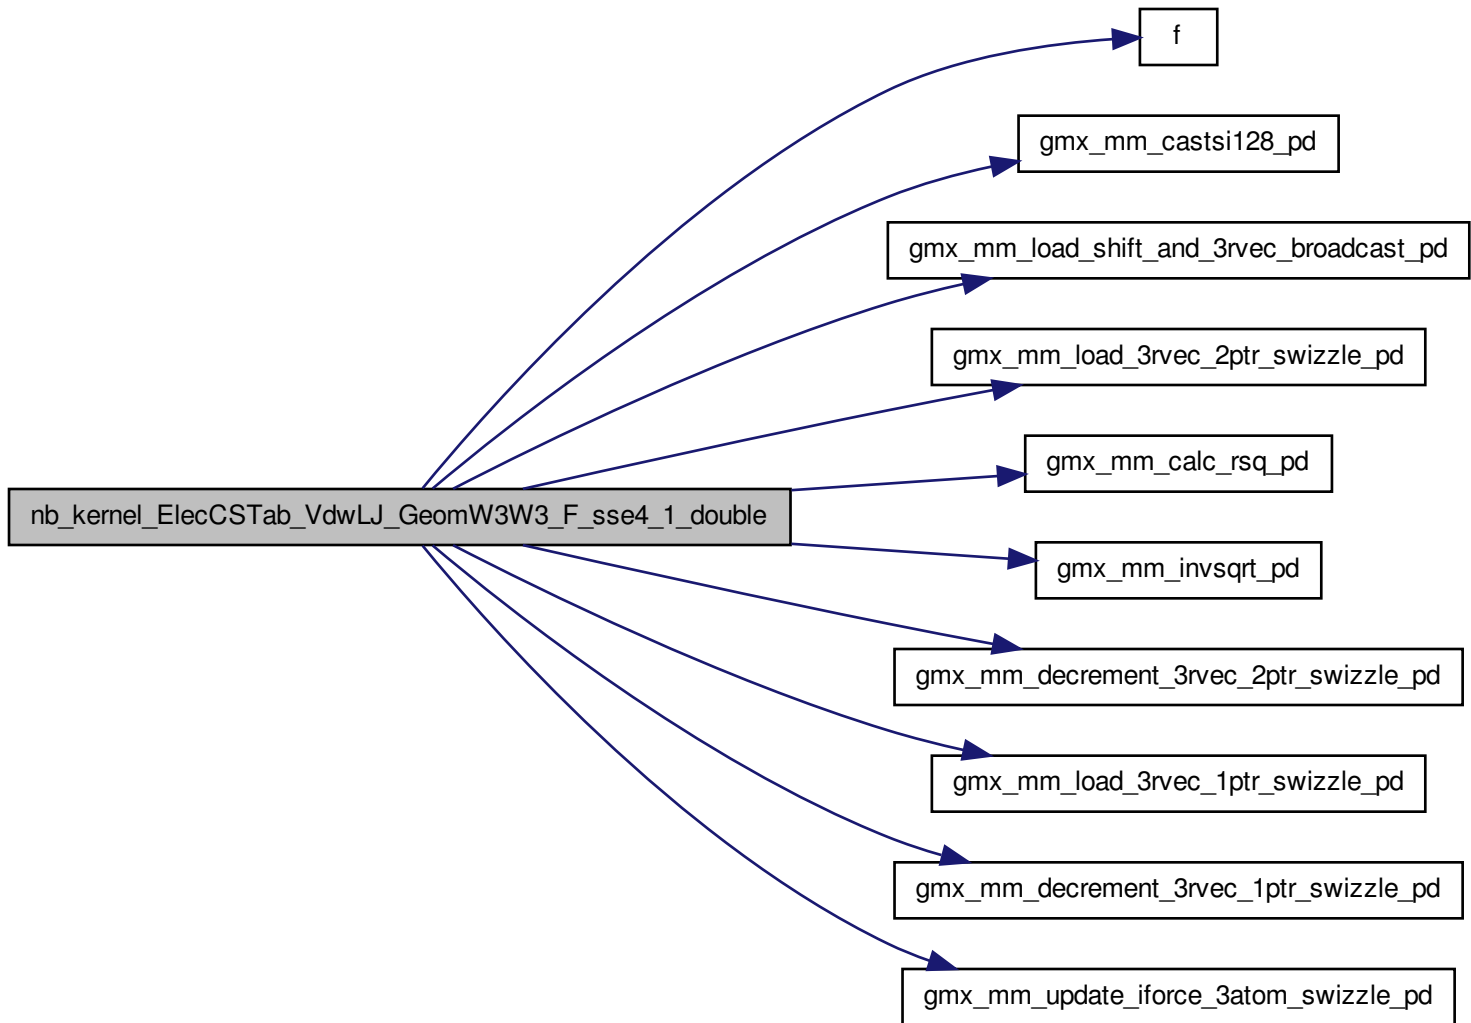 f
gmx_mm_castsi128_pd
gmx_mm_load_shift_and_3rvec_broadcast_pd
gmx_mm_load_3rvec_2ptr_swizzle_pd
gmx_mm_calc_rsq_pd
nb_kernel_ElecCSTab_VdwLJ_GeomW3W3_F_sse4_1_double
gmx_mm_invsqrt_pd
gmx_mm_decrement_3rvec_2ptr_swizzle_pd
gmx_mm_load_3rvec_1ptr_swizzle_pd
gmx_mm_decrement_3rvec_1ptr_swizzle_pd
gmx_mm_update_iforce_3atom_swizzle_pd